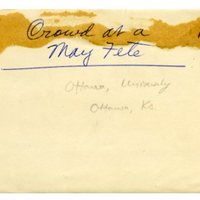 Crowd at a
May Fete
Ottawa, University
Ottawa, Ks